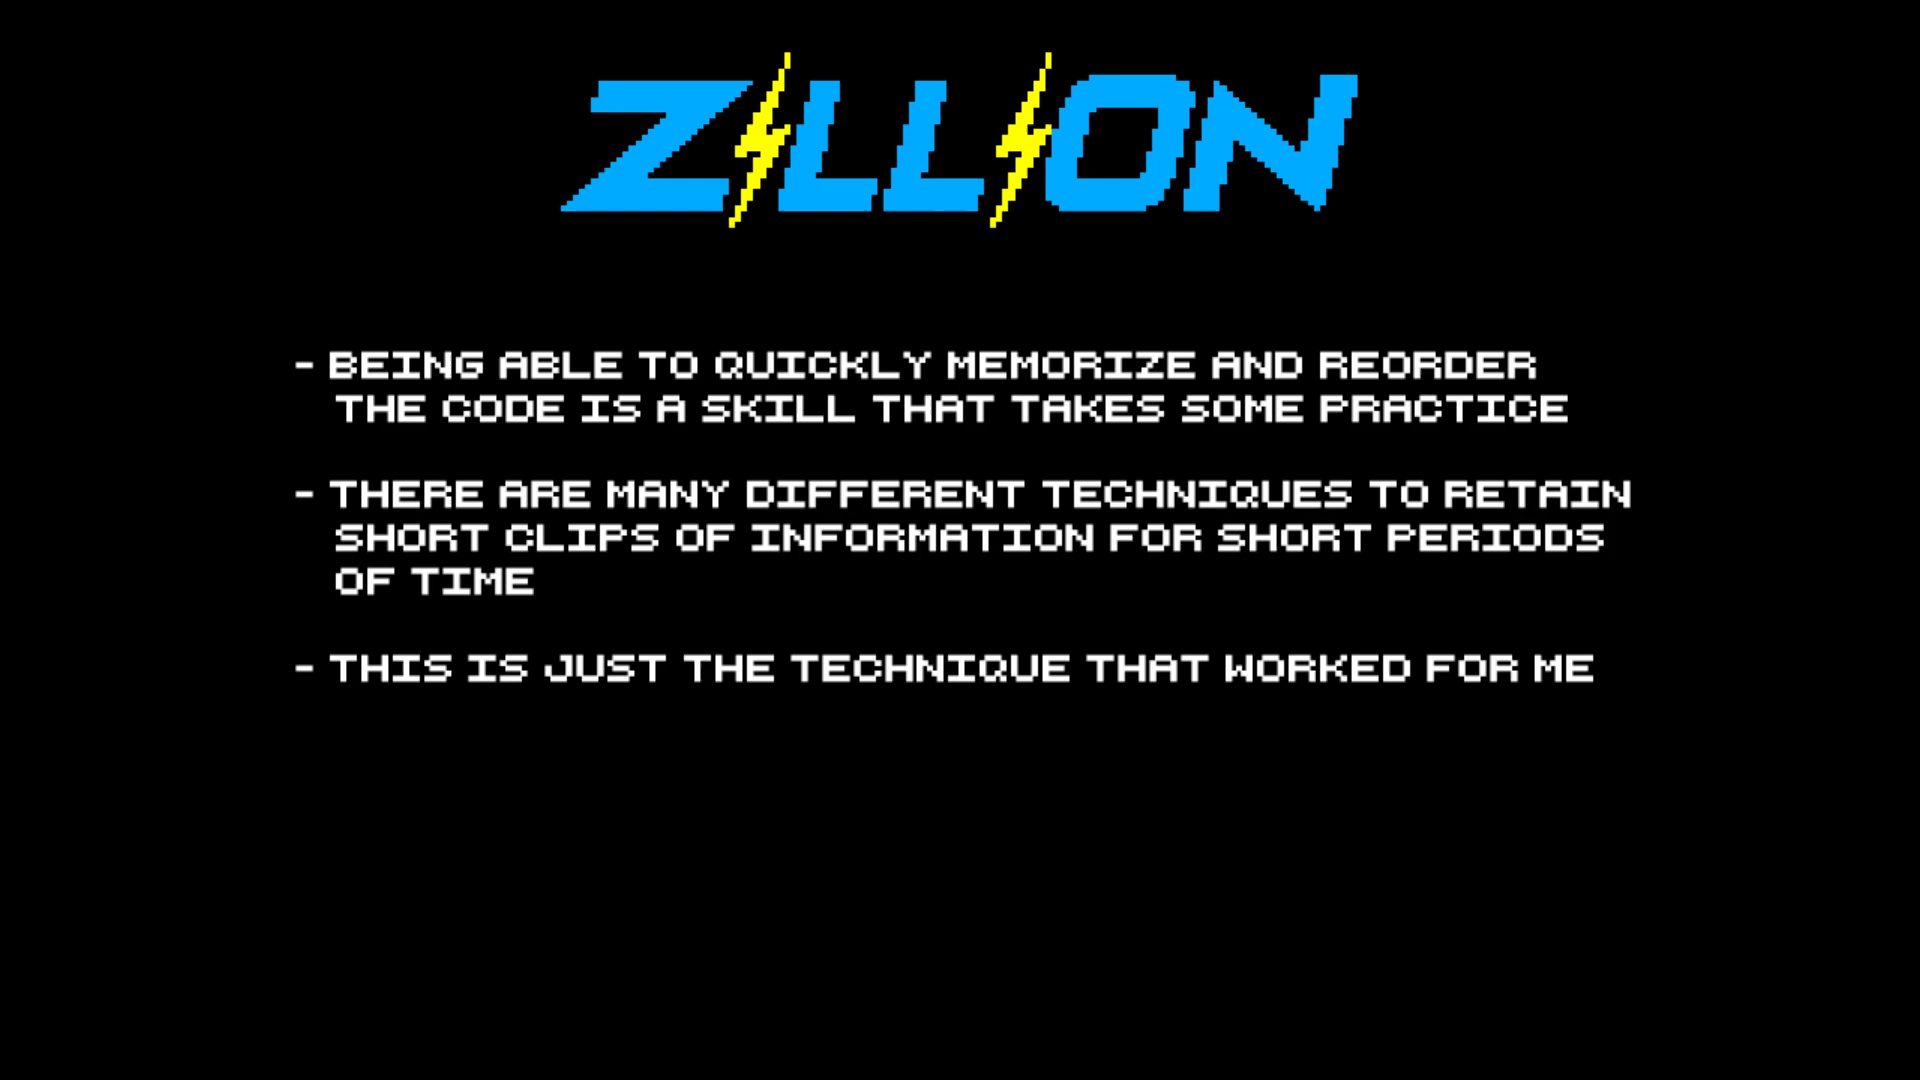 ZILLION
- BEING ABLE TO QUICKLY MEMORIZE AND REORDER
THE CODE IS A SKILL THAT TAKES SOME PRACTICE
- THERE ARE MANY DIFFERENT TECHNIQUES TO RETAIN
SHORT CLIPS OF INFORMATION FOR SHORT PERIODS
OF TIME
- THIS IS JUST THE TECHNIQUE THAT WORKED FOR ME